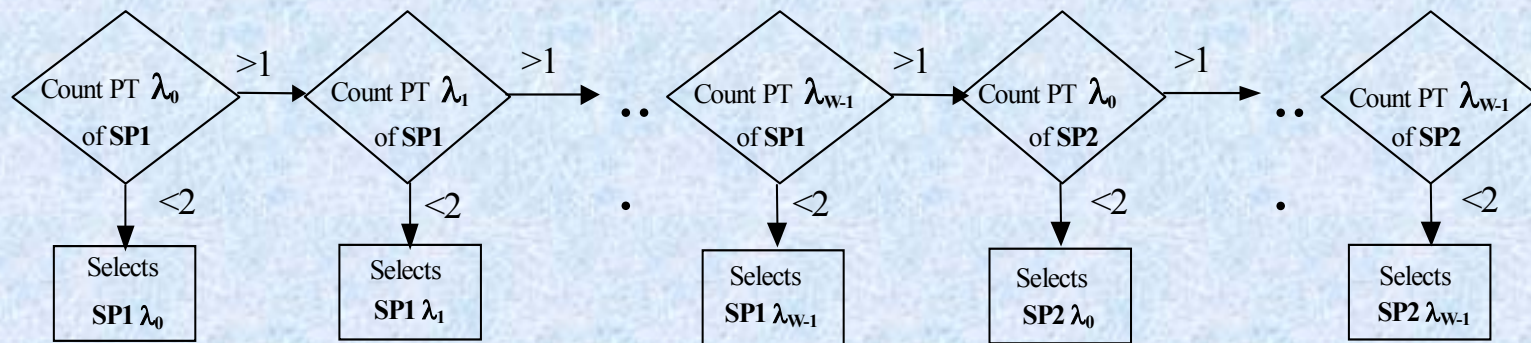 Count PT λ0
of SP1
>1
<2
Selects
SP1 λ0
Count PT λ1
of SP1
>1
<2
Selects
SP1 λ1
..
.
Count PT λW-1
of SP1
>1
<2
Selects
SP1 λW-1
Count PT λ0
of SP2
>1
<2
Selects
SP2 λ0
..
.
Count PT λW-1
of SP2
<2
Selects
SP2 λW-1